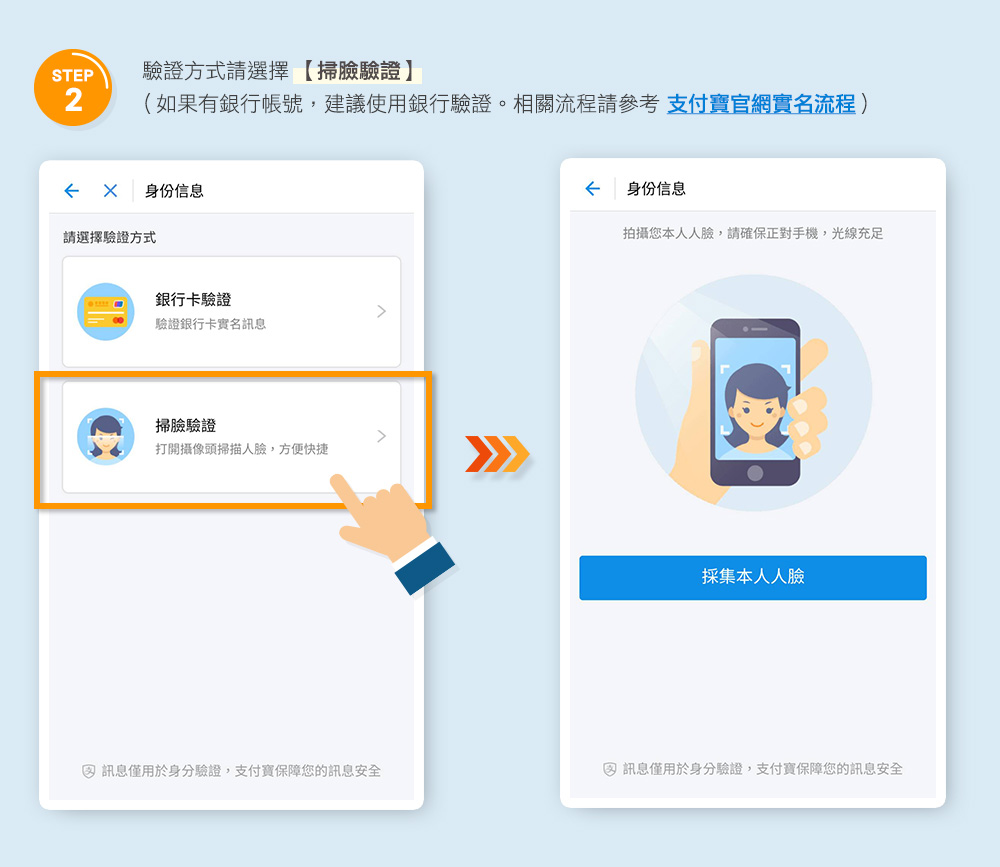 STEP
2
驗證方式請選擇 【掃臉驗證】
（如果有銀行帳號，建議使用銀行驗證。相關流程請參考 支付寶官網實名流程）
身份信息
請選擇驗證方式
銀行卡驗證
驗證銀行卡實名訊息
掃臉驗證
打開攝像頭掃描人臉，方便快捷
訊息僅用於身分驗證，支付寶保障您的訊息安全
身份信息
拍攝您本人人臉，請確保正對手機，光線充足
採集本人人臉
訊息僅用於身分驗證，支付寶保障您的訊息安全